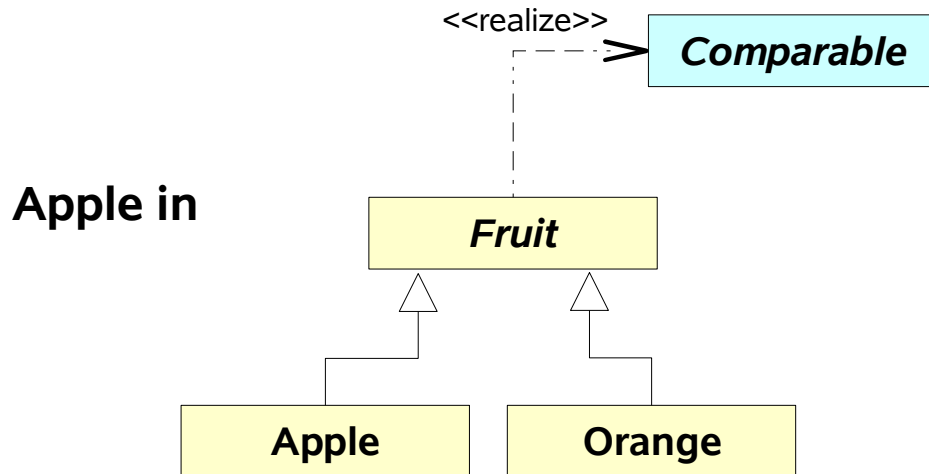 <<realize>>
Comparable
Apple in
Fruit
Apple
Orange